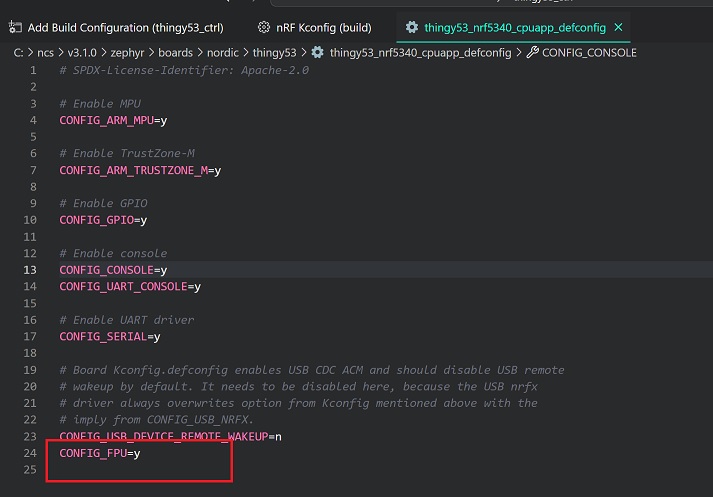 Add Build Configuration (thingy53_ctrl) nRF Kconfig (build) thingy53_nrf5340_cpuapp_defconfig
C: > ncs > v3.1.0 > zephyr > boards > nordic > thingy53 > thingy53_nrf5340_cpuapp_defconfig > CONFIG_CONSOLE
1 # SPDX-License-Identifier: Apache-2.0
2
3 # Enable MPU
4 CONFIG_ARM_MPU=y
5
6 # Enable TrustZone-M
7 CONFIG_ARM_TRUSTZONE_M=y
8
9 # Enable GPIO
10 CONFIG_GPIO=y
11
12 # Enable console
13 CONFIG_CONSOLE=y
14 CONFIG_UART_CONSOLE=y
15
16 # Enable UART driver
17 CONFIG_SERIAL=y
18
19 # Board Kconfig.defconfig enables USB CDC ACM and should disable USB remote
20 # wakeup by default. It needs to be disabled here, because the USB nrfx
21 # driver always overwrites option from Kconfig mentioned above with the
22 # imply from CONFIG_USB_NRFX.
23 CONFIG_USB_DEVICE_REMOTE_WAKEUP=n
24 CONFIG_FPU=y
25